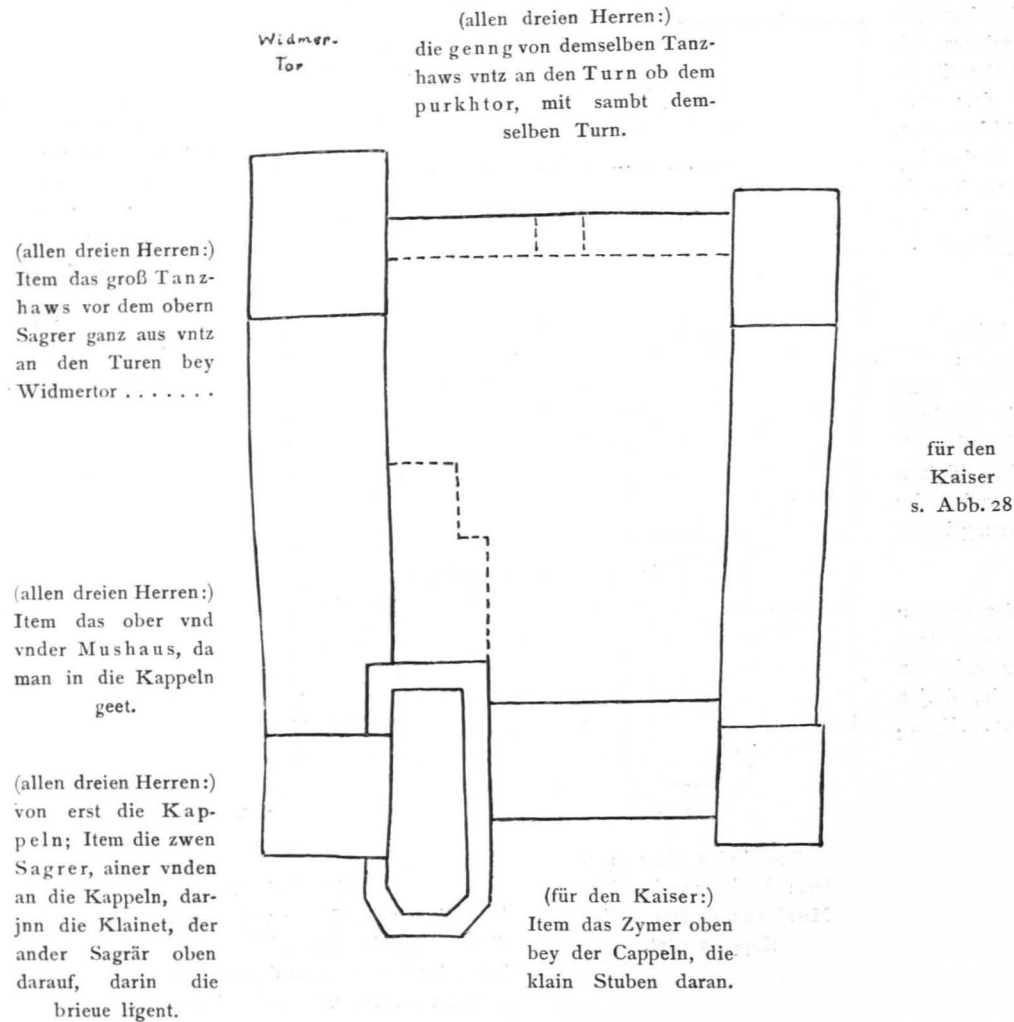 Widmer-
Tor
(allen dreien Herren:)
die genng von demselben Tanz-
haws vntz an den Turn ob dem
purkhtor, mit sambt dem-
selben Turn.
(allen dreien Herren:)
Item das groß Tanz-
haws vor dem obern
Sagrer ganz aus vntz
an den Turen bey
Widmertor . . . . . . .
für den
Kaiser
s. Abb. 28
(allen dreien Herren:)
Item das ober vnd
vnder Mushaus, da
man in die Kappeln
geet.
(allen dreien Herren:)
von erst die Kap-
peln; Item die zwen
Sagrer, ainer vnden
an die Kappeln, dar-
jnn die Klainet, der
ander Sagrär oben
darauf, darin die
brieue ligent.
(für den Kaiser:)
Item das Zymer oben
bey der Cappeln, die
klain Stuben daran.